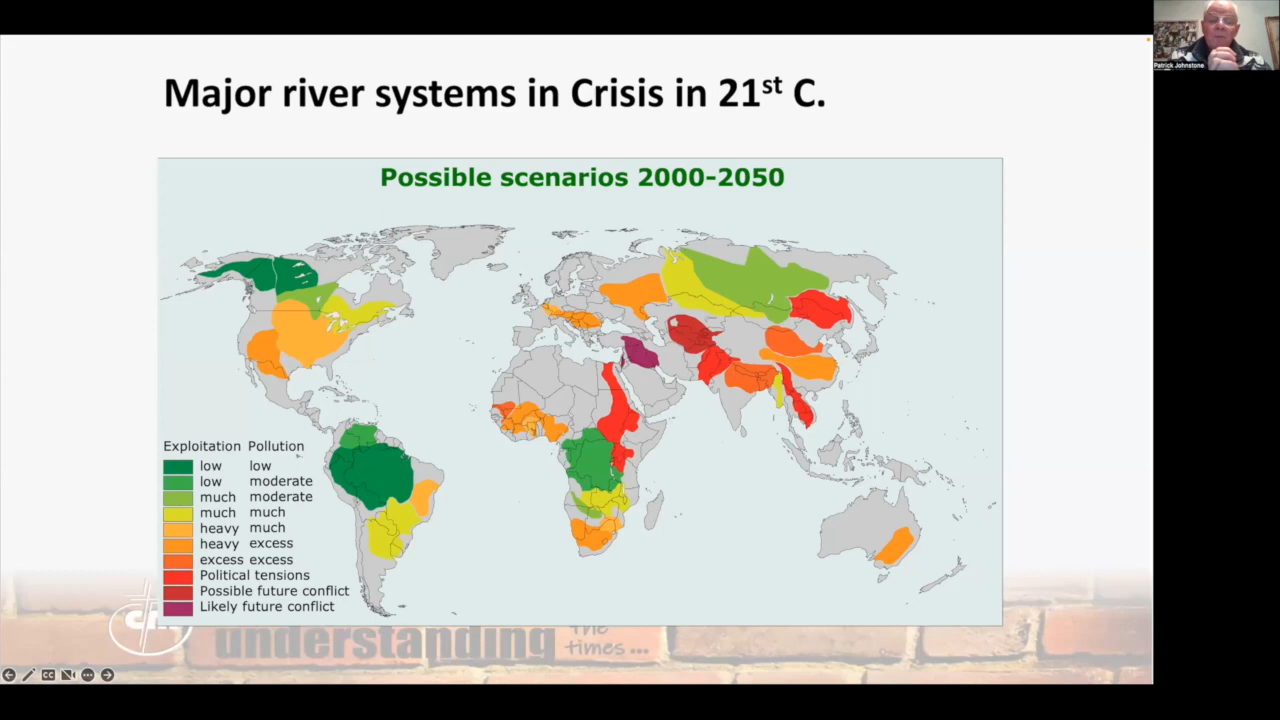 Major river systems in Crisis in 21st C.
Patrick Johnstone
Possible scenarios 2000-2050
Exploitation Pollution
low low
low moderate
much moderate
much much
heavy much
heavy excess
excess excess
Political tensions
Possible future conflict
Likely future conflict
understanding
the
times...
CC